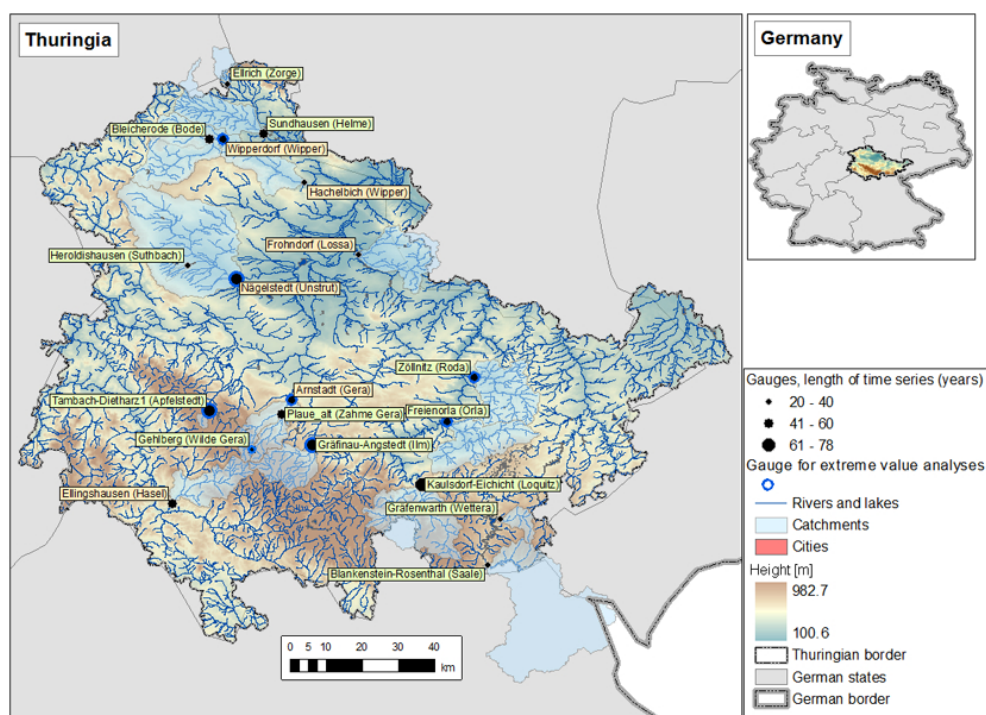 Thuringia
Germany
Ellrich (Zorge)
Bleicherode (Bode)
Sundhausen (Helme)
Wipperdorf (Wipper)
Hachelbich (Wipper)
Frohndorf (Lossa)
Heroldishausen (Suthbach)
Nägelstedt (Unstrut)
Zöllnitz (Roda)
Arnstadt (Gera)
Tambach-Dietharz1 (Apfelstedt)
Plaue_alt (Zahme Gera)
Freienorla (Orla)
Gehlberg (Wilde Gera)
Gräfinau-Angstedt (Ilm)
Kaulsdorf-Eichicht (Loquitz)
Ellingshausen (Hasel)
Gräfenwarth (Wettera)
Blankenstein-Rosenthal (Saale)
0 5 10 20 30 40
km
Gauges, length of time series (years)
20 - 40
41 - 60
61 - 78
Gauge for extreme value analyses
Rivers and lakes
Catchments
Cities
Height [m]
982.7
100.6
Thuringian border
German states
German border